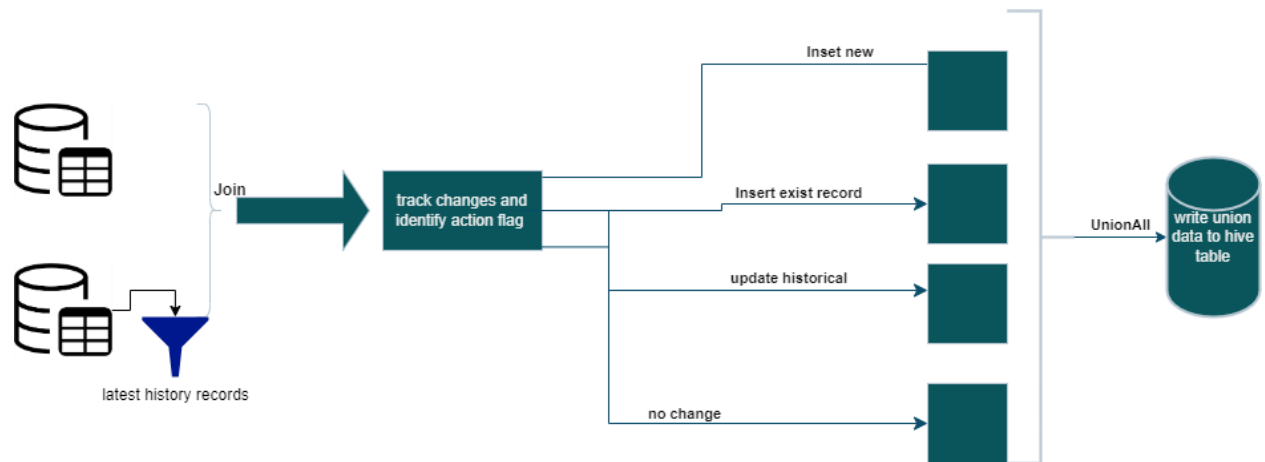 Inset new
Join
track changes and
identify action flag
Insert exist record
UnionAll
write union
data to hive
table
update historical
latest history records
no change